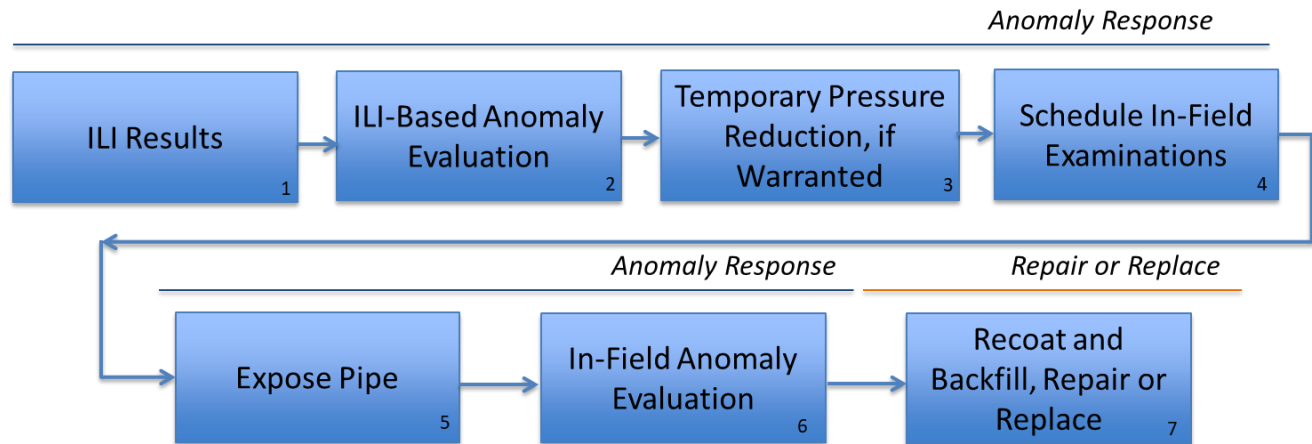 Anomaly Response
ILI Results
1
ILI-Based Anomaly
Evaluation
2
Temporary Pressure
Reduction, if
Warranted
3
Schedule In-Field
Examinations
4
Anomaly Response
Repair or Replace
Expose Pipe
5
In-Field Anomaly
Evaluation
6
Recoat and
Backfill, Repair or
Replace
7